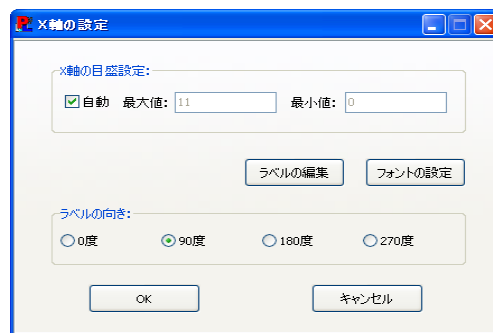 X軸の設定
X軸の目盛設定:
自動 最大値: 11 最小値: 0
ラベルの編集 フォントの設定
ラベルの向き:
0度 90度 180度 270度
OK キャンセル